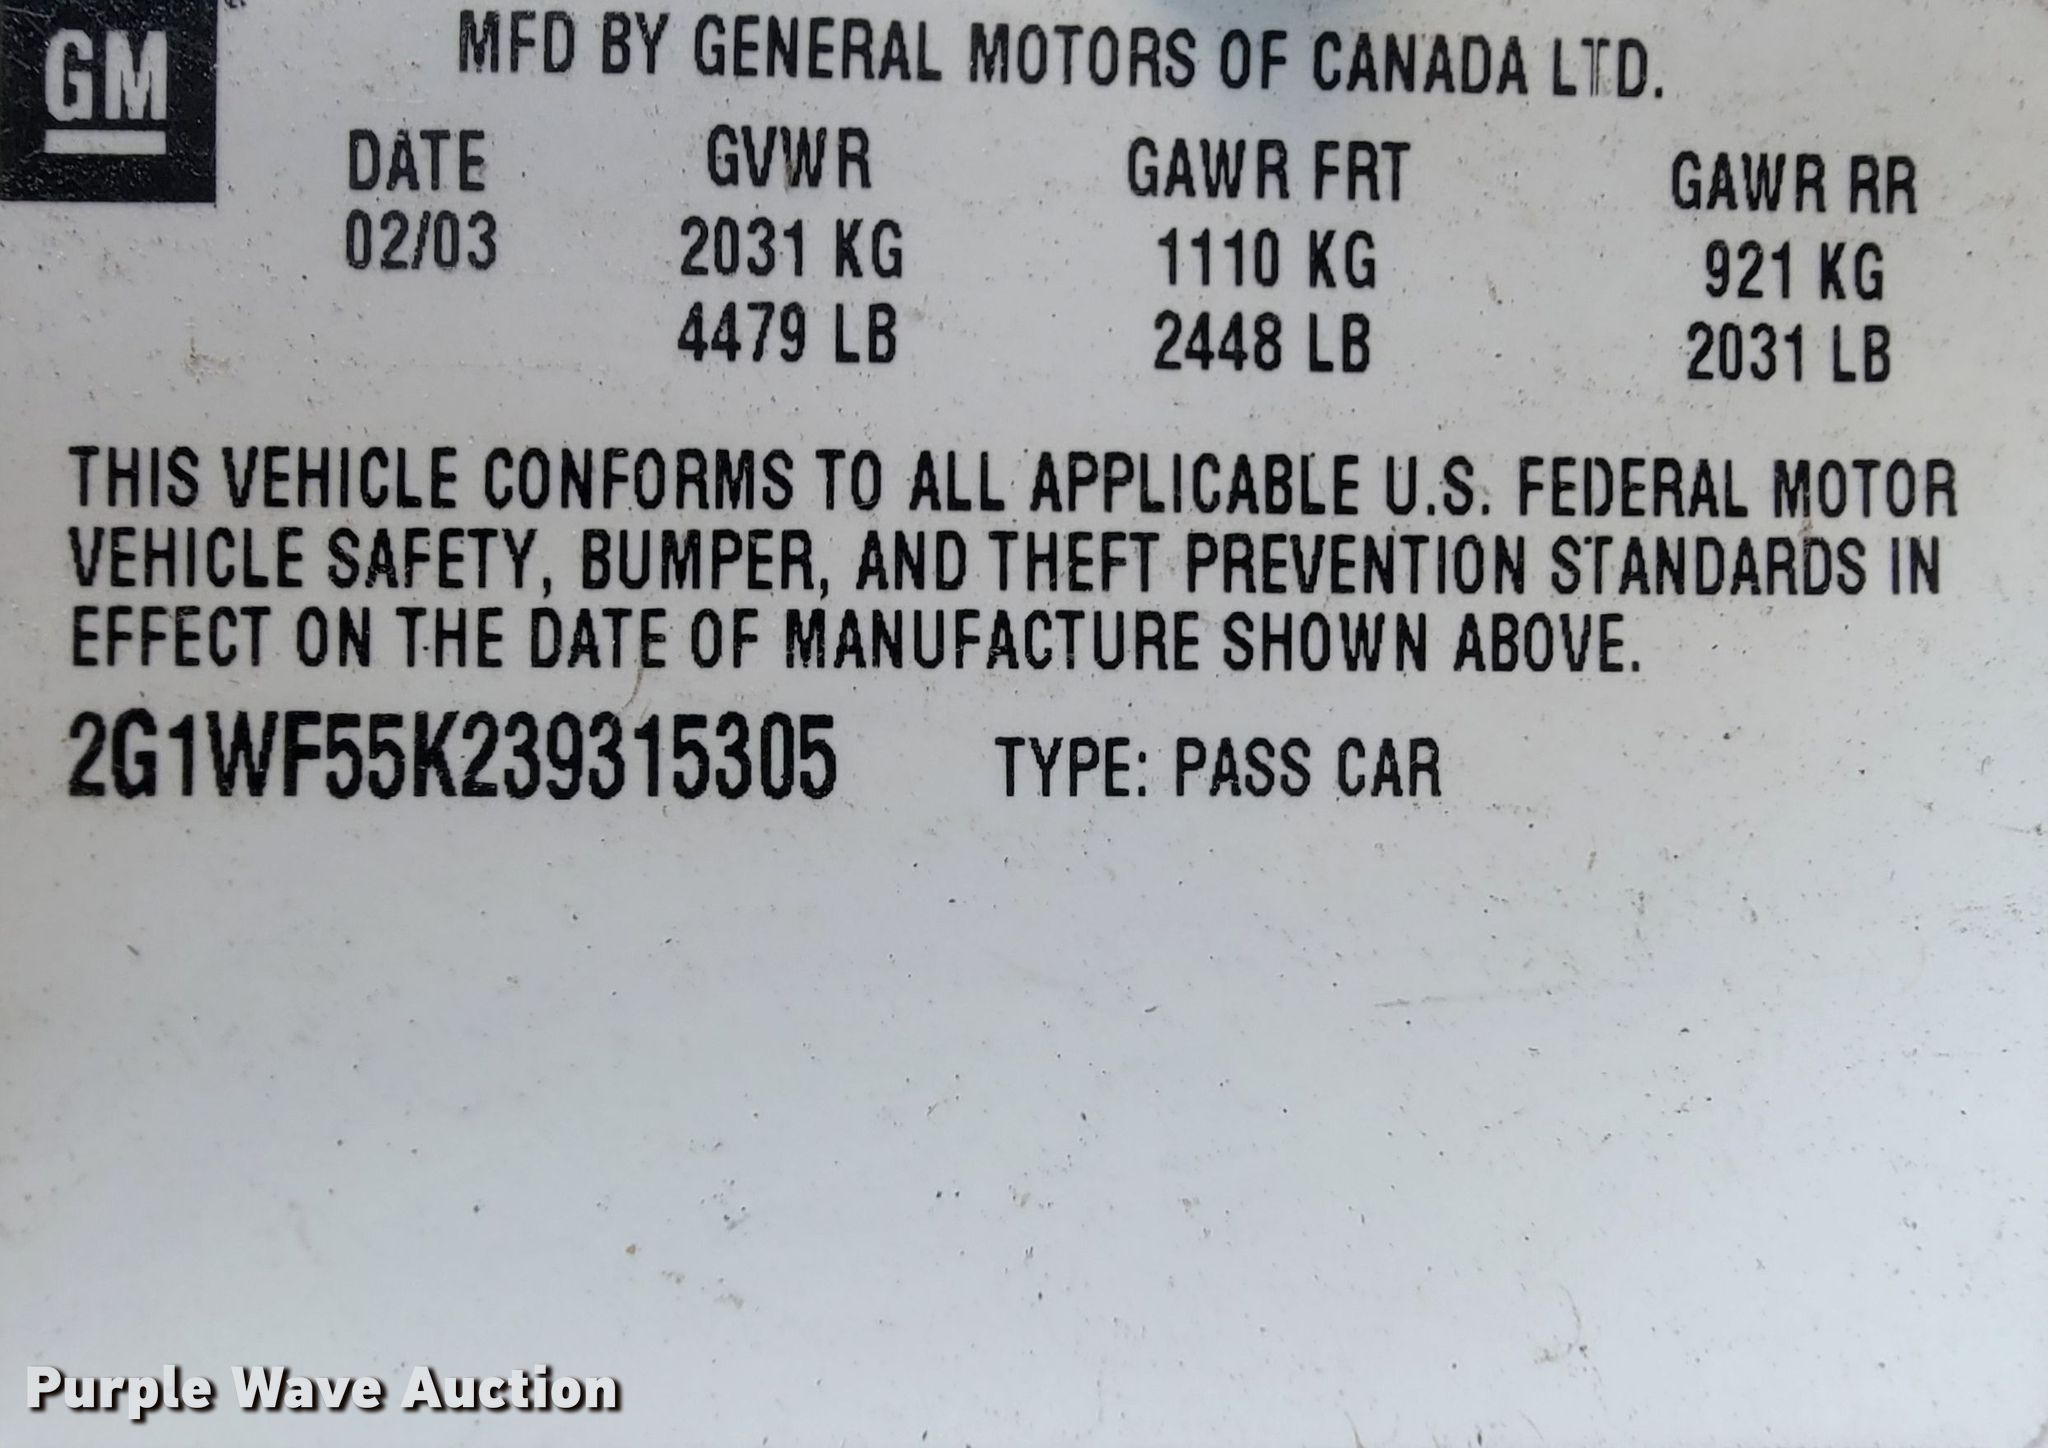 GM
MFD BY GENERAL MOTORS OF CANADA LTD.
DATE GVWR GAWR FRT GAWR RR
02/03 2031 KG 1110 KG 921 KG
4479 LB 2448 LB 2031 LB
THIS VEHICLE CONFORMS TO ALL APPLICABLE U.S. FEDERAL MOTOR
VEHICLE SAFETY, BUMPER, AND THEFT PREVENTION STANDARDS IN
EFFECT ON THE DATE OF MANUFACTURE SHOWN ABOVE.
2G1WF55K239315305 TYPE: PASS CAR
Purple Wave Auction